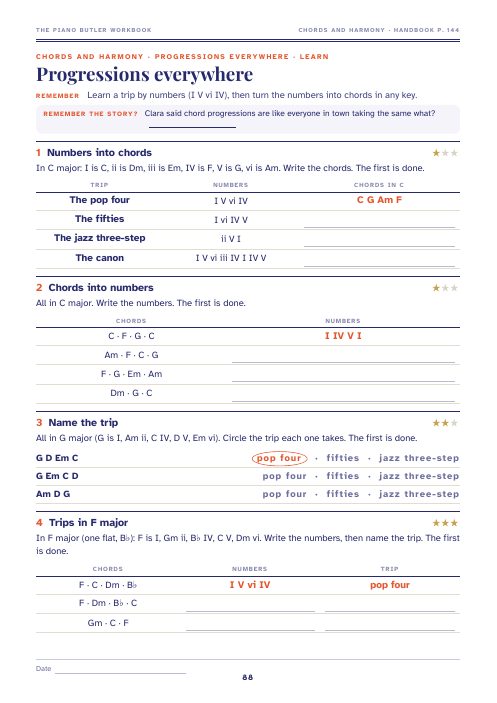 THE PIANO BUTLER WORKBOOK
CHORDS AND HARMONY · HANDBOOK P. 144
CHORDS AND HARMONY · PROGRESSIONS EVERYWHERE · LEARN
Progressions everywhere
REMEMBER Learn a trip by numbers (I V vi IV), then turn the numbers into chords in any key.
REMEMBER THE STORY? Clara said chord progressions are like everyone in town taking the same what?
1 Numbers into chords ★★★
In C major: I is C, ii is Dm, iii is Em, IV is F, V is G, vi is Am. Write the chords. The first is done.
TRIP NUMBERS CHORDS IN C
The pop four I V vi IV C G Am F
The fifties I vi IV V
The jazz three-step ii V I
The canon I V vi iii IV I IV V
2 Chords into numbers ★★★
All in C major. Write the numbers. The first is done.
CHORDS NUMBERS
C · F · G · C I IV V I
Am · F · C · G
F · G · Em · Am
Dm · G · C
3 Name the trip ★★★
All in G major (G is I, Am ii, C IV, D V, Em vi). Circle the trip each one takes. The first is done.
G D Em C pop four · fifties · jazz three-step
G Em C D pop four · fifties · jazz three-step
Am D G pop four · fifties · jazz three-step
4 Trips in F major ★★★
In F major (one flat, B♭): F is I, Gm ii, B♭ IV, C V, Dm vi. Write the numbers, then name the trip. The first
is done.
CHORDS NUMBERS TRIP
F · C · Dm · B♭ I V vi IV pop four
F · Dm · B♭ · C
Gm · C · F
Date
88